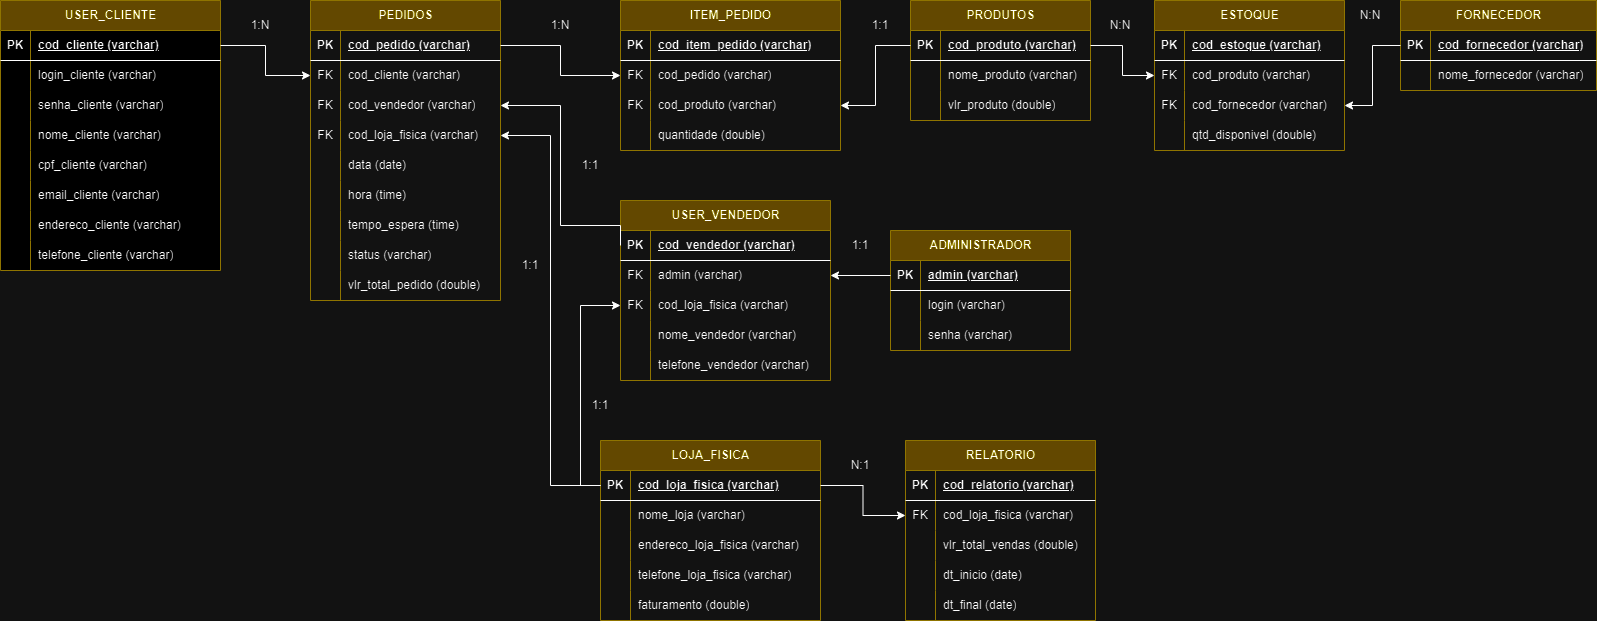 USER_CLIENTE
PK cod_cliente (varchar)
login_cliente (varchar)
senha_cliente (varchar)
nome_cliente (varchar)
cpf_cliente (varchar)
email_cliente (varchar)
endereco_cliente (varchar)
telefone_cliente (varchar)
1:N
PEDIDOS
PK cod_pedido (varchar)
FK cod_cliente (varchar)
FK cod_vendedor (varchar)
FK cod_loja_fisica (varchar)
data (date)
hora (time)
tempo_espera (time)
status (varchar)
vlr_total_pedido (double)
1:N
ITEM_PEDIDO
PK cod_item_pedido (varchar)
FK cod_pedido (varchar)
FK cod_produto (varchar)
quantidade (double)
1:1
PRODUTOS
PK cod_produto (varchar)
nome_produto (varchar)
vlr_produto (double)
N:N
ESTOQUE
PK cod_estoque (varchar)
FK cod_produto (varchar)
FK cod_fornecedor (varchar)
qtd_disponivel (double)
N:N
FORNECEDOR
PK cod_fornecedor (varchar)
nome_fornecedor (varchar)
1:1
USER_VENDEDOR
PK cod_vendedor (varchar)
FK admin (varchar)
FK cod_loja_fisica (varchar)
nome_vendedor (varchar)
telefone_vendedor (varchar)
1:1
ADMINISTRADOR
PK admin (varchar)
login (varchar)
senha (varchar)
1:1
1:1
LOJA_FISICA
PK cod_loja_fisica (varchar)
nome_loja (varchar)
endereco_loja_fisica (varchar)
telefone_loja_fisica (varchar)
faturamento (double)
N:1
RELATORIO
PK cod_relatorio (varchar)
FK cod_loja_fisica (varchar)
vlr_total_vendas (double)
dt_inicio (date)
dt_final (date)